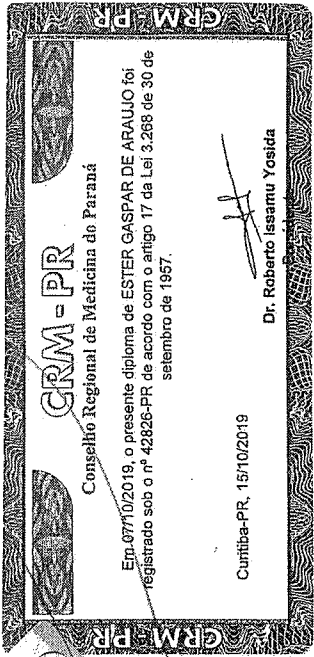 CRM-PR
CRM-PR
Conselho Regional de Medicina do Paraná
Em 07/10/2019, o presente diploma de ESTER GASPAR DE ARAUJO foi
registrado sob o nº 42826-PR de acordo com o artigo 17 da Lei 3.268 de 30 de
setembro de 1957.
Curitiba-PR, 15/10/2019
Dr. Roberto Issamu Yosida
Presidente
CRM-PR